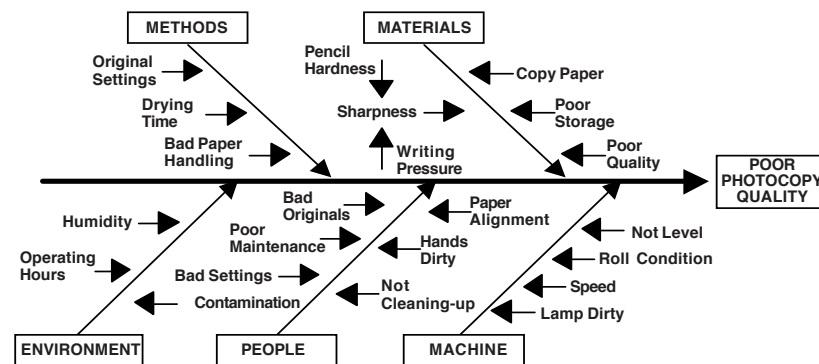 METHODS
MATERIALS
Original
Settings
Drying
Time
Bad Paper
Handling
Pencil
Hardness
Sharpness
Writing
Pressure
Copy Paper
Poor
Storage
Poor
Quality
POOR
PHOTOCOPY
QUALITY
Humidity
Operating
Hours
Contamination
Bad
Originals
Poor
Maintenance
Bad Settings
Paper
Alignment
Hands
Dirty
Not
Cleaning-up
Not Level
Roll Condition
Speed
Lamp Dirty
ENVIRONMENT
PEOPLE
MACHINE